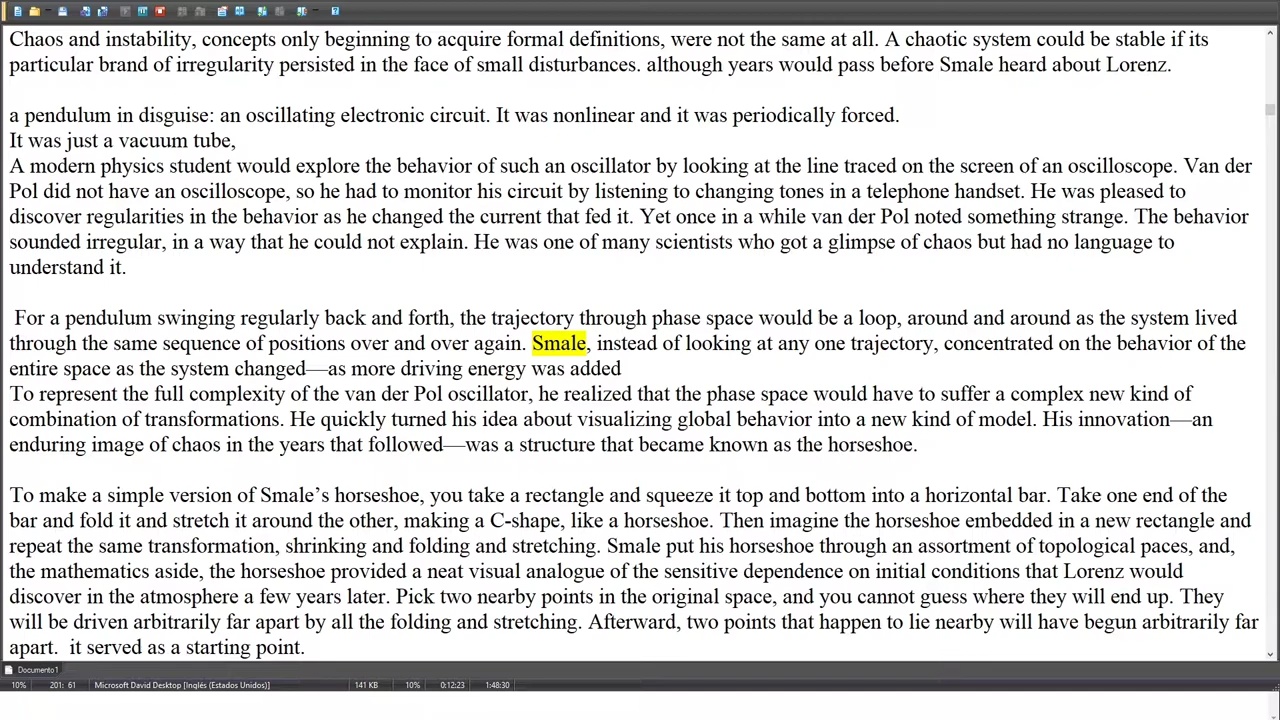 Chaos and instability, concepts only beginning to acquire formal definitions, were not the same at all. A chaotic system could be stable if its
particular brand of irregularity persisted in the face of small disturbances. although years would pass before Smale heard about Lorenz.
a pendulum in disguise: an oscillating electronic circuit. It was nonlinear and it was periodically forced.
It was just a vacuum tube,
A modern physics student would explore the behavior of such an oscillator by looking at the line traced on the screen of an oscilloscope. Van der
Pol did not have an oscilloscope, so he had to monitor his circuit by listening to changing tones in a telephone handset. He was pleased to
discover regularities in the behavior as he changed the current that fed it. Yet once in a while van der Pol noted something strange. The behavior
sounded irregular, in a way that he could not explain. He was one of many scientists who got a glimpse of chaos but had no language to
understand it.
For a pendulum swinging regularly back and forth, the trajectory through phase space would be a loop, around and around as the system lived
through the same sequence of positions over and over again. Smale, instead of looking at any one trajectory, concentrated on the behavior of the
entire space as the system changed—as more driving energy was added
To represent the full complexity of the van der Pol oscillator, he realized that the phase space would have to suffer a complex new kind of
combination of transformations. He quickly turned his idea about visualizing global behavior into a new kind of model. His innovation—an
enduring image of chaos in the years that followed—was a structure that became known as the horseshoe.
To make a simple version of Smale’s horseshoe, you take a rectangle and squeeze it top and bottom into a horizontal bar. Take one end of the
bar and fold it and stretch it around the other, making a C-shape, like a horseshoe. Then imagine the horseshoe embedded in a new rectangle and
repeat the same transformation, shrinking and folding and stretching. Smale put his horseshoe through an assortment of topological paces, and,
the mathematics aside, the horseshoe provided a neat visual analogue of the sensitive dependence on initial conditions that Lorenz would
discover in the atmosphere a few years later. Pick two nearby points in the original space, and you cannot guess where they will end up. They
will be driven arbitrarily far apart by all the folding and stretching. Afterward, two points that happen to lie nearby will have begun arbitrarily far
apart.  it served as a starting point.
Documento1
10% 201: 61 Microsoft David Desktop [Inglés (Estados Unidos)] 141 KB 10% 0:12:23 1:48:30